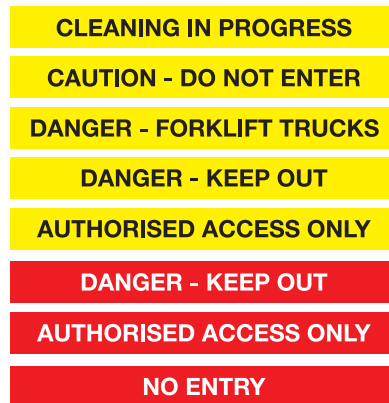 CLEANING IN PROGRESS
CAUTION - DO NOT ENTER
DANGER - FORKLIFT TRUCKS
DANGER - KEEP OUT
AUTHORISED ACCESS ONLY
DANGER - KEEP OUT
AUTHORISED ACCESS ONLY
NO ENTRY